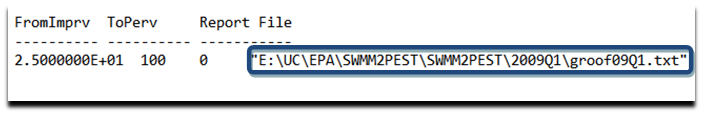 FromImprv  ToPerv     Report File
---------- ---------- -----------
2.5000000E+01  100    0     "E:\UC\EPA\SWMM2PEST\SWMM2PEST\2009Q1\groof09Q1.txt"